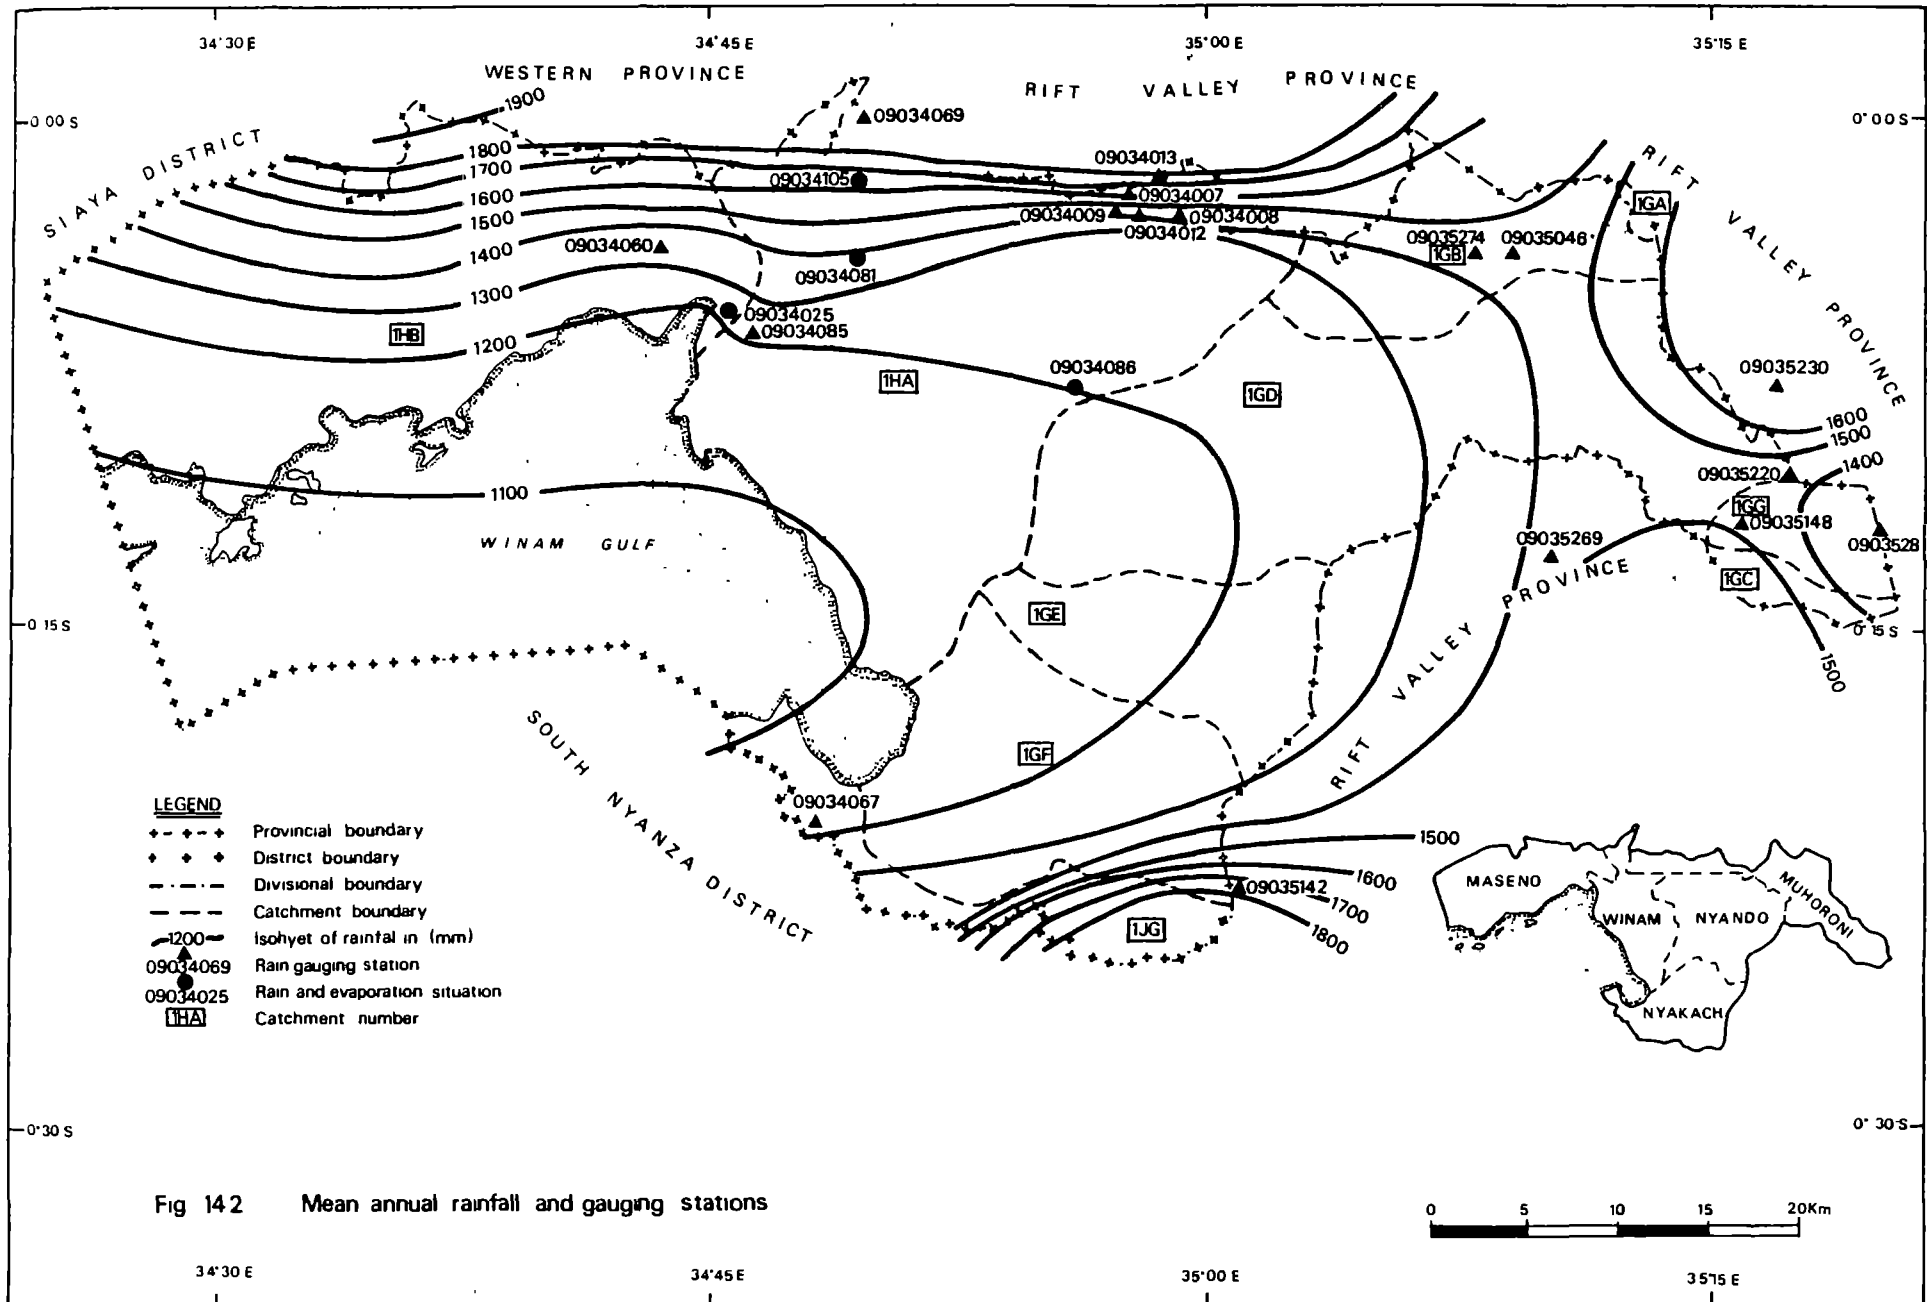 34°30E
34°45E
35°00E
35°15E
WESTERN PROVINCE
RIFT VALLEY PROVINCE
0 00 S
0°00 S
SIAYA DISTRICT
RIFT VALLEY PROVINCE
1900
1800
1700
1600
1500
1400
1300
1200
1100
09034069
09034013
09034105
09034007
09034009
09034008
09034012
09034060
09034081
09034025
09034085
09034086
09035274
09035046
1GA
1GB
1HB
1HA
1GD
09035230
1600
1500
1400
09035220
1GG
09035148
0903528
09035269
1GC
WINAM GULF
1GE
0 15 S
0°15 S
RIFT VALLEY PROVINCE
1500
1GF
SOUTH NYANZA DISTRICT
09034067
1500
1600
1700
1800
09035142
1JG
LEGEND
Provincial boundary
District boundary
Divisional boundary
Catchment boundary
1200 Isohyet of rainfal in (mm)
09034069 Rain gauging station
09034025 Rain and evaporation situation
1HA Catchment number
MASENO
WINAM
NYANDO
MUHORONI
NYAKACH
0°30 S
0°30 S
Fig 14 2 Mean annual rainfall and gauging stations
0 5 10 15 20Km
34°30 E
34°45 E
35°00 E
35°15 E